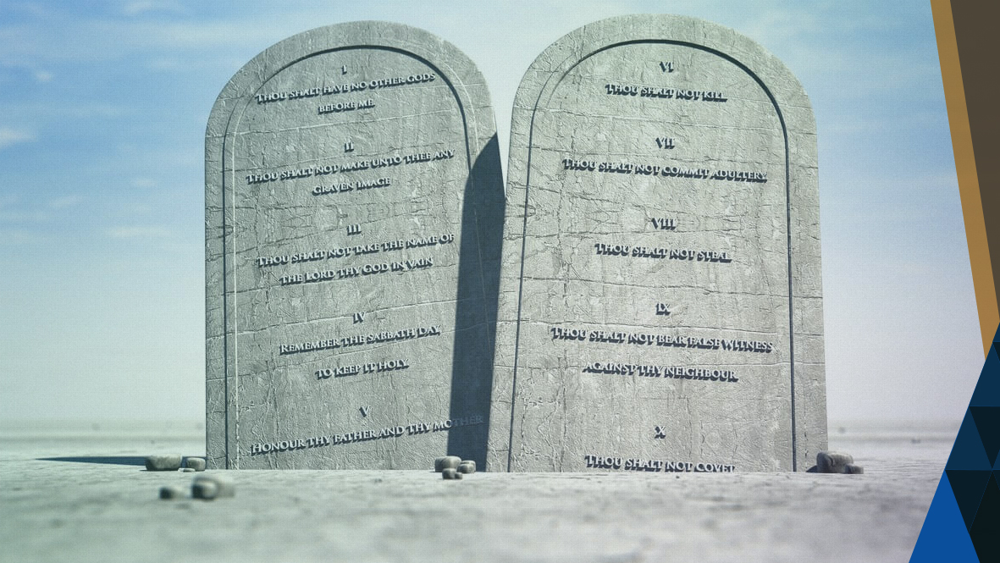 I
THOU SHALT HAVE NO OTHER GODS
BEFORE ME.
II
THOU SHALT NOT MAKE UNTO THEE ANY
GRAVEN IMAGE
III
THOU SHALT NOT TAKE THE NAME OF
THE LORD THY GOD IN VAIN
IV
REMEMBER THE SABBATH DAY,
TO KEEP IT HOLY.
V
HONOUR THY FATHER AND THY MOTHER
VI
THOU SHALT NOT KILL.
VII
THOU SHALT NOT COMMIT ADULTERY.
VIII
THOU SHALT NOT STEAL.
IX
THOU SHALT NOT BEAR FALSE WITNESS
AGAINST THY NEIGHBOUR.
X
THOU SHALT NOT COVET